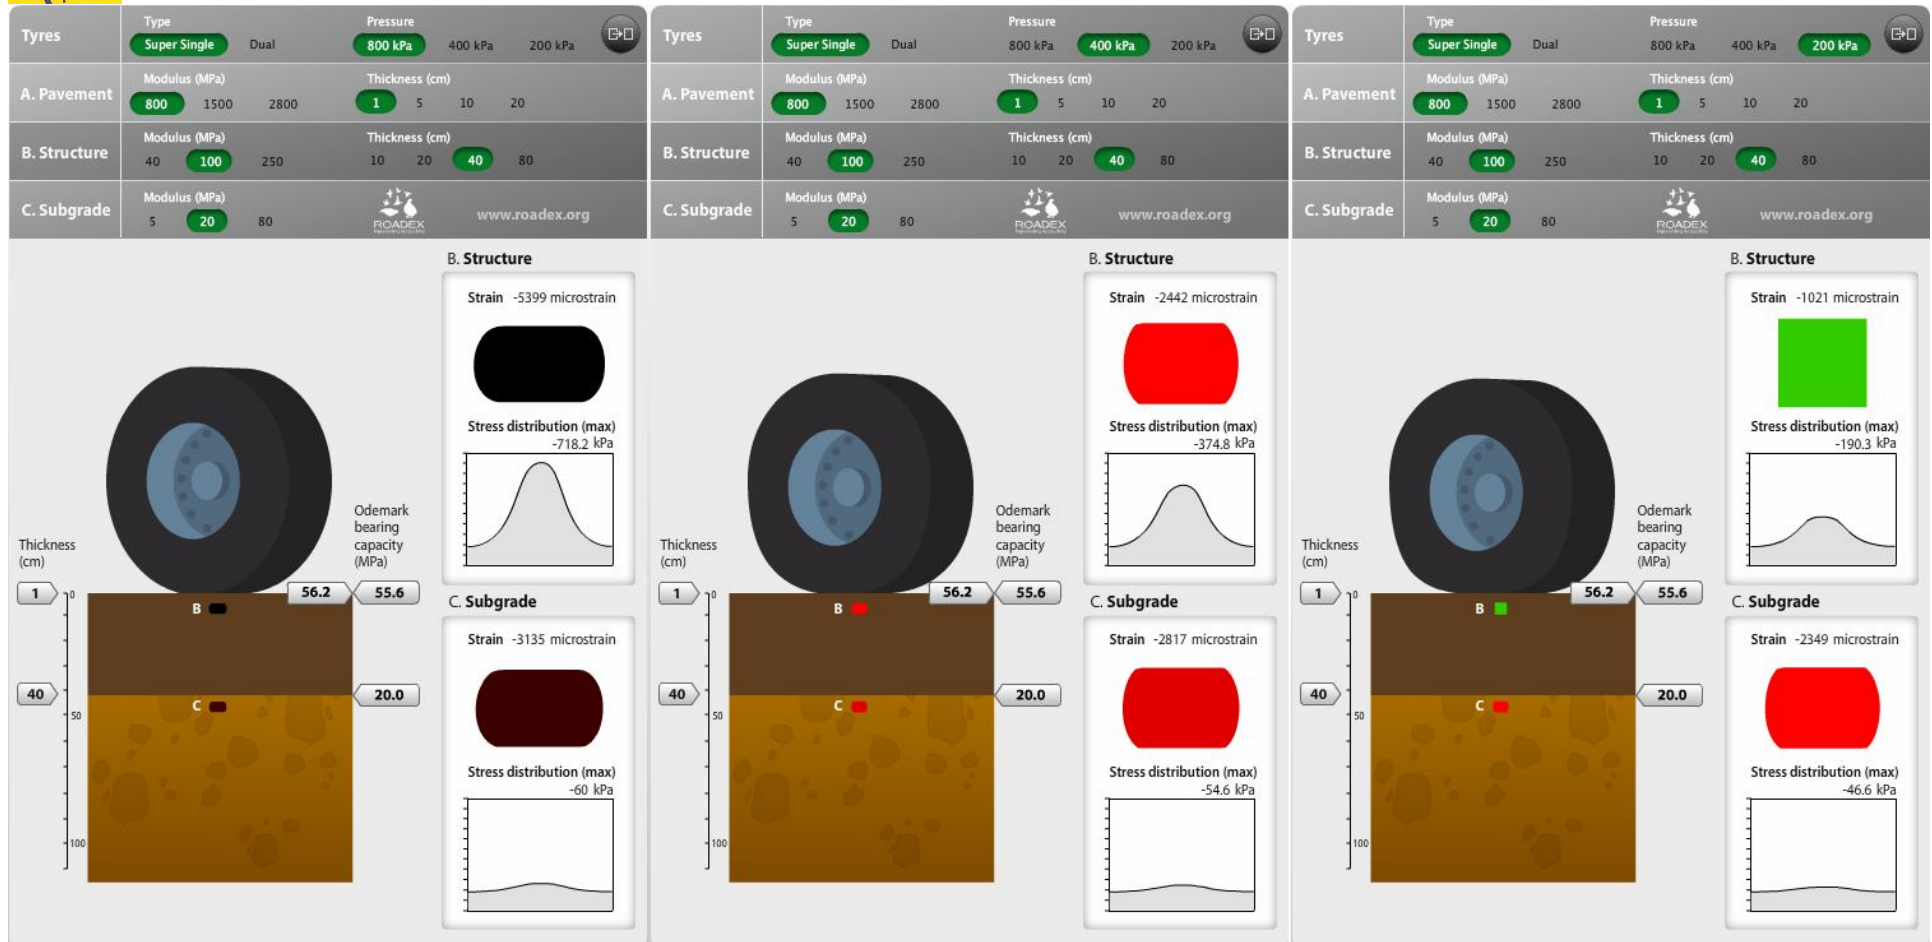 Tyres
Type
Super Single Dual
Pressure
800 kPa 400 kPa 200 kPa
A. Pavement
Modulus (MPa)
800 1500 2800
Thickness (cm)
1 5 10 20
B. Structure
Modulus (MPa)
40 100 250
Thickness (cm)
10 20 40 80
C. Subgrade
Modulus (MPa)
5 20 80
ROADEX
www.roadex.org
B. Structure
Strain -5399 microstrain
Stress distribution (max)
-718.2 kPa
Odemark
bearing
capacity
(MPa)
Thickness
(cm)
1
0
56.2
55.6
B
40
20.0
C
50
100
C. Subgrade
Strain -3135 microstrain
Stress distribution (max)
-60 kPa
Tyres
Type
Super Single Dual
Pressure
800 kPa 400 kPa 200 kPa
A. Pavement
Modulus (MPa)
800 1500 2800
Thickness (cm)
1 5 10 20
B. Structure
Modulus (MPa)
40 100 250
Thickness (cm)
10 20 40 80
C. Subgrade
Modulus (MPa)
5 20 80
ROADEX
www.roadex.org
B. Structure
Strain -2442 microstrain
Stress distribution (max)
-374.8 kPa
Odemark
bearing
capacity
(MPa)
Thickness
(cm)
1
0
56.2
55.6
B
40
20.0
C
50
100
C. Subgrade
Strain -2817 microstrain
Stress distribution (max)
-54.6 kPa
Tyres
Type
Super Single Dual
Pressure
800 kPa 400 kPa 200 kPa
A. Pavement
Modulus (MPa)
800 1500 2800
Thickness (cm)
1 5 10 20
B. Structure
Modulus (MPa)
40 100 250
Thickness (cm)
10 20 40 80
C. Subgrade
Modulus (MPa)
5 20 80
ROADEX
www.roadex.org
B. Structure
Strain -1021 microstrain
Stress distribution (max)
-190.3 kPa
Odemark
bearing
capacity
(MPa)
Thickness
(cm)
1
0
56.2
55.6
B
40
20.0
C
50
100
C. Subgrade
Strain -2349 microstrain
Stress distribution (max)
-46.6 kPa